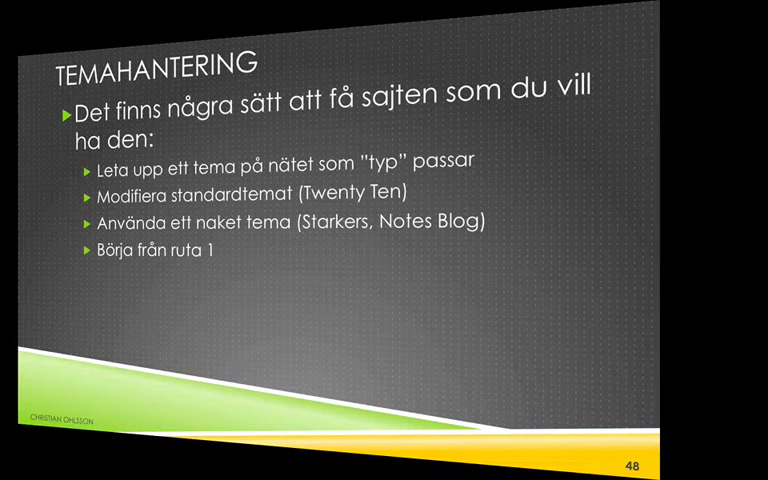 TEMAHANTERING
Det finns några sätt att få sajten som du vill
ha den:
Leta upp ett tema på nätet som ”typ” passar
Modifiera standardtemat (Twenty Ten)
Använda ett naket tema (Starkers, Notes Blog)
Börja från ruta 1
CHRISTIAN OHLSSON
48